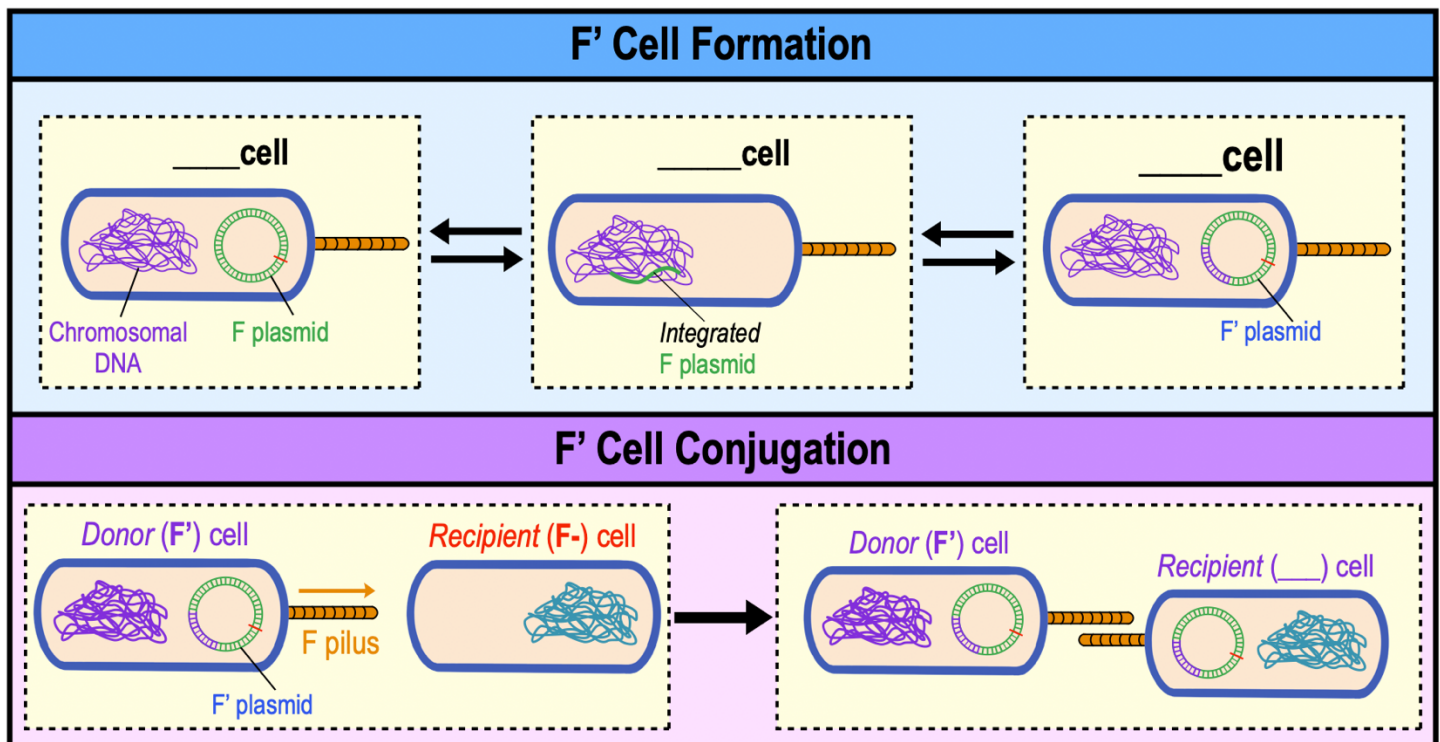 F’ Cell Formation
____cell
_____cell
____cell
Chromosomal
DNA
F plasmid
Integrated
F plasmid
F’ plasmid
F’ Cell Conjugation
Donor (F’) cell
Recipient (F-) cell
F pilus
F’ plasmid
Donor (F’) cell
Recipient (___) cell